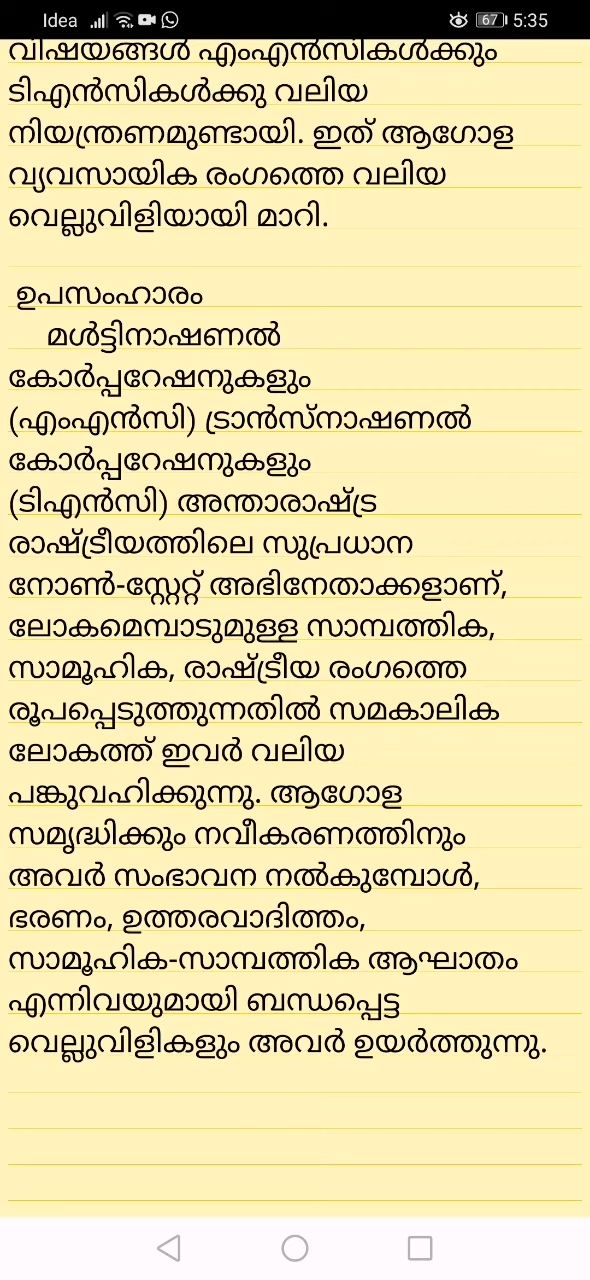 Idea 67 5:35
വിഷയങ്ങൾ എംഎൻസികൾക്കും
ടിഎൻസികൾക്കു വലിയ
നിയന്ത്രണമുണ്ടായി. ഇത് ആഗോള
വ്യവസായിക രംഗത്തെ വലിയ
വെല്ലുവിളിയായി മാറി.
ഉപസംഹാരം
മൾട്ടിനാഷണൽ
കോർപ്പറേഷനുകളും
(എംഎൻസി) ട്രാൻസ്നാഷണൽ
കോർപ്പറേഷനുകളും
(ടിഎൻസി) അന്താരാഷ്ട്ര
രാഷ്ട്രീയത്തിലെ സുപ്രധാന
നോൺ-സ്റ്റേറ്റ് അഭിനേതാക്കളാണ്,
ലോകമെമ്പാടുമുള്ള സാമ്പത്തിക,
സാമൂഹിക, രാഷ്ട്രീയ രംഗത്തെ
രൂപപ്പെടുത്തുന്നതിൽ സമകാലിക
ലോകത്ത് ഇവർ വലിയ
പങ്കുവഹിക്കുന്നു. ആഗോള
സമൃദ്ധിക്കും നവീകരണത്തിനും
അവർ സംഭാവന നൽകുമ്പോൾ,
ഭരണം, ഉത്തരവാദിത്തം,
സാമൂഹിക-സാമ്പത്തിക ആഘാതം
എന്നിവയുമായി ബന്ധപ്പെട്ട
വെല്ലുവിളികളും അവർ ഉയർത്തുന്നു.